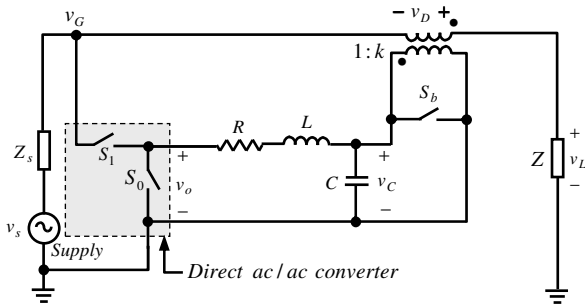 v_G
− v_D +
1:k
S_b
R
L
S_1
S_0
+
v_o
−
C
+
v_C
−
Z_s
v_s
Supply
Z
+
v_L
−
Direct ac/ac converter